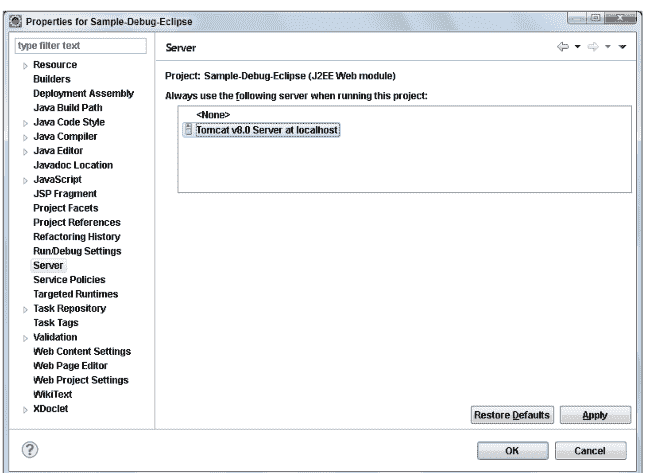 Properties for Sample-Debug-Eclipse
type filter text
Resource
Builders
Deployment Assembly
Java Build Path
Java Code Style
Java Compiler
Java Editor
Javadoc Location
JavaScript
JSP Fragment
Project Facets
Project References
Refactoring History
Run/Debug Settings
Server
Service Policies
Targeted Runtimes
Task Repository
Task Tags
Validation
Web Content Settings
Web Page Editor
Web Project Settings
WikiText
XDoclet
Server
Project: Sample-Debug-Eclipse (J2EE Web module)
Always use the following server when running this project:
<None>
Tomcat v8.0 Server at localhost
Restore Defaults Apply
OK Cancel